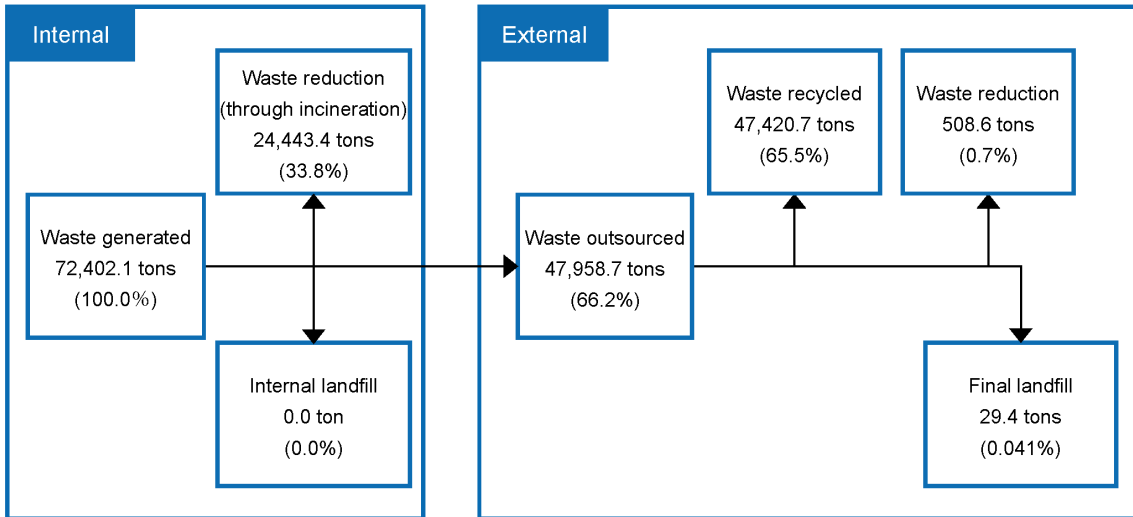 Internal
Waste reduction
(through incineration)
24,443.4 tons
(33.8%)
Waste generated
72,402.1 tons
(100.0%)
Internal landfill
0.0 ton
(0.0%)
External
Waste recycled
47,420.7 tons
(65.5%)
Waste reduction
508.6 tons
(0.7%)
Waste outsourced
47,958.7 tons
(66.2%)
Final landfill
29.4 tons
(0.041%)